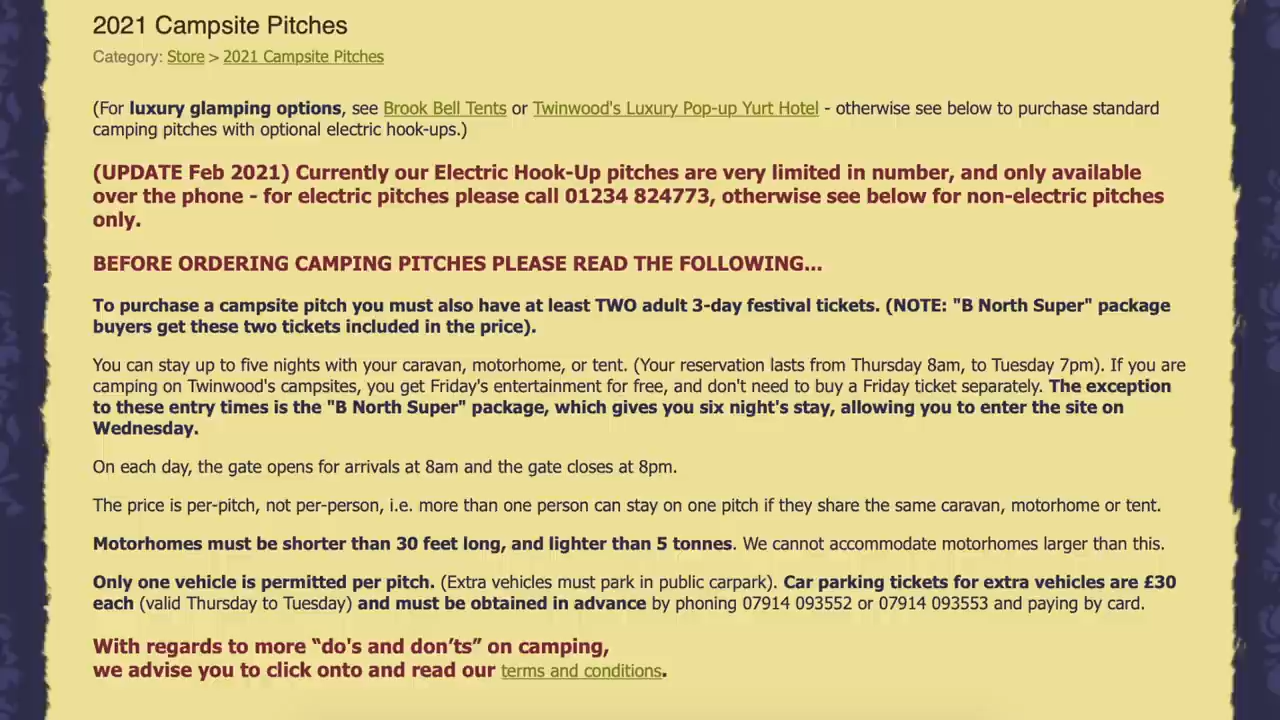 2021 Campsite Pitches
Category: Store > 2021 Campsite Pitches
(For luxury glamping options, see Brook Bell Tents or Twinwood's Luxury Pop-up Yurt Hotel - otherwise see below to purchase standard
camping pitches with optional electric hook-ups.)
(UPDATE Feb 2021) Currently our Electric Hook-Up pitches are very limited in number, and only available
over the phone - for electric pitches please call 01234 824773, otherwise see below for non-electric pitches
only.
BEFORE ORDERING CAMPING PITCHES PLEASE READ THE FOLLOWING...
To purchase a campsite pitch you must also have at least TWO adult 3-day festival tickets. (NOTE: "B North Super" package
buyers get these two tickets included in the price).
You can stay up to five nights with your caravan, motorhome, or tent. (Your reservation lasts from Thursday 8am, to Tuesday 7pm). If you are
camping on Twinwood's campsites, you get Friday's entertainment for free, and don't need to buy a Friday ticket separately. The exception
to these entry times is the "B North Super" package, which gives you six night's stay, allowing you to enter the site on
Wednesday.
On each day, the gate opens for arrivals at 8am and the gate closes at 8pm.
The price is per-pitch, not per-person, i.e. more than one person can stay on one pitch if they share the same caravan, motorhome or tent.
Motorhomes must be shorter than 30 feet long, and lighter than 5 tonnes. We cannot accommodate motorhomes larger than this.
Only one vehicle is permitted per pitch. (Extra vehicles must park in public carpark). Car parking tickets for extra vehicles are £30
each (valid Thursday to Tuesday) and must be obtained in advance by phoning 07914 093552 or 07914 093553 and paying by card.
With regards to more “do's and don’ts” on camping,
we advise you to click onto and read our terms and conditions.